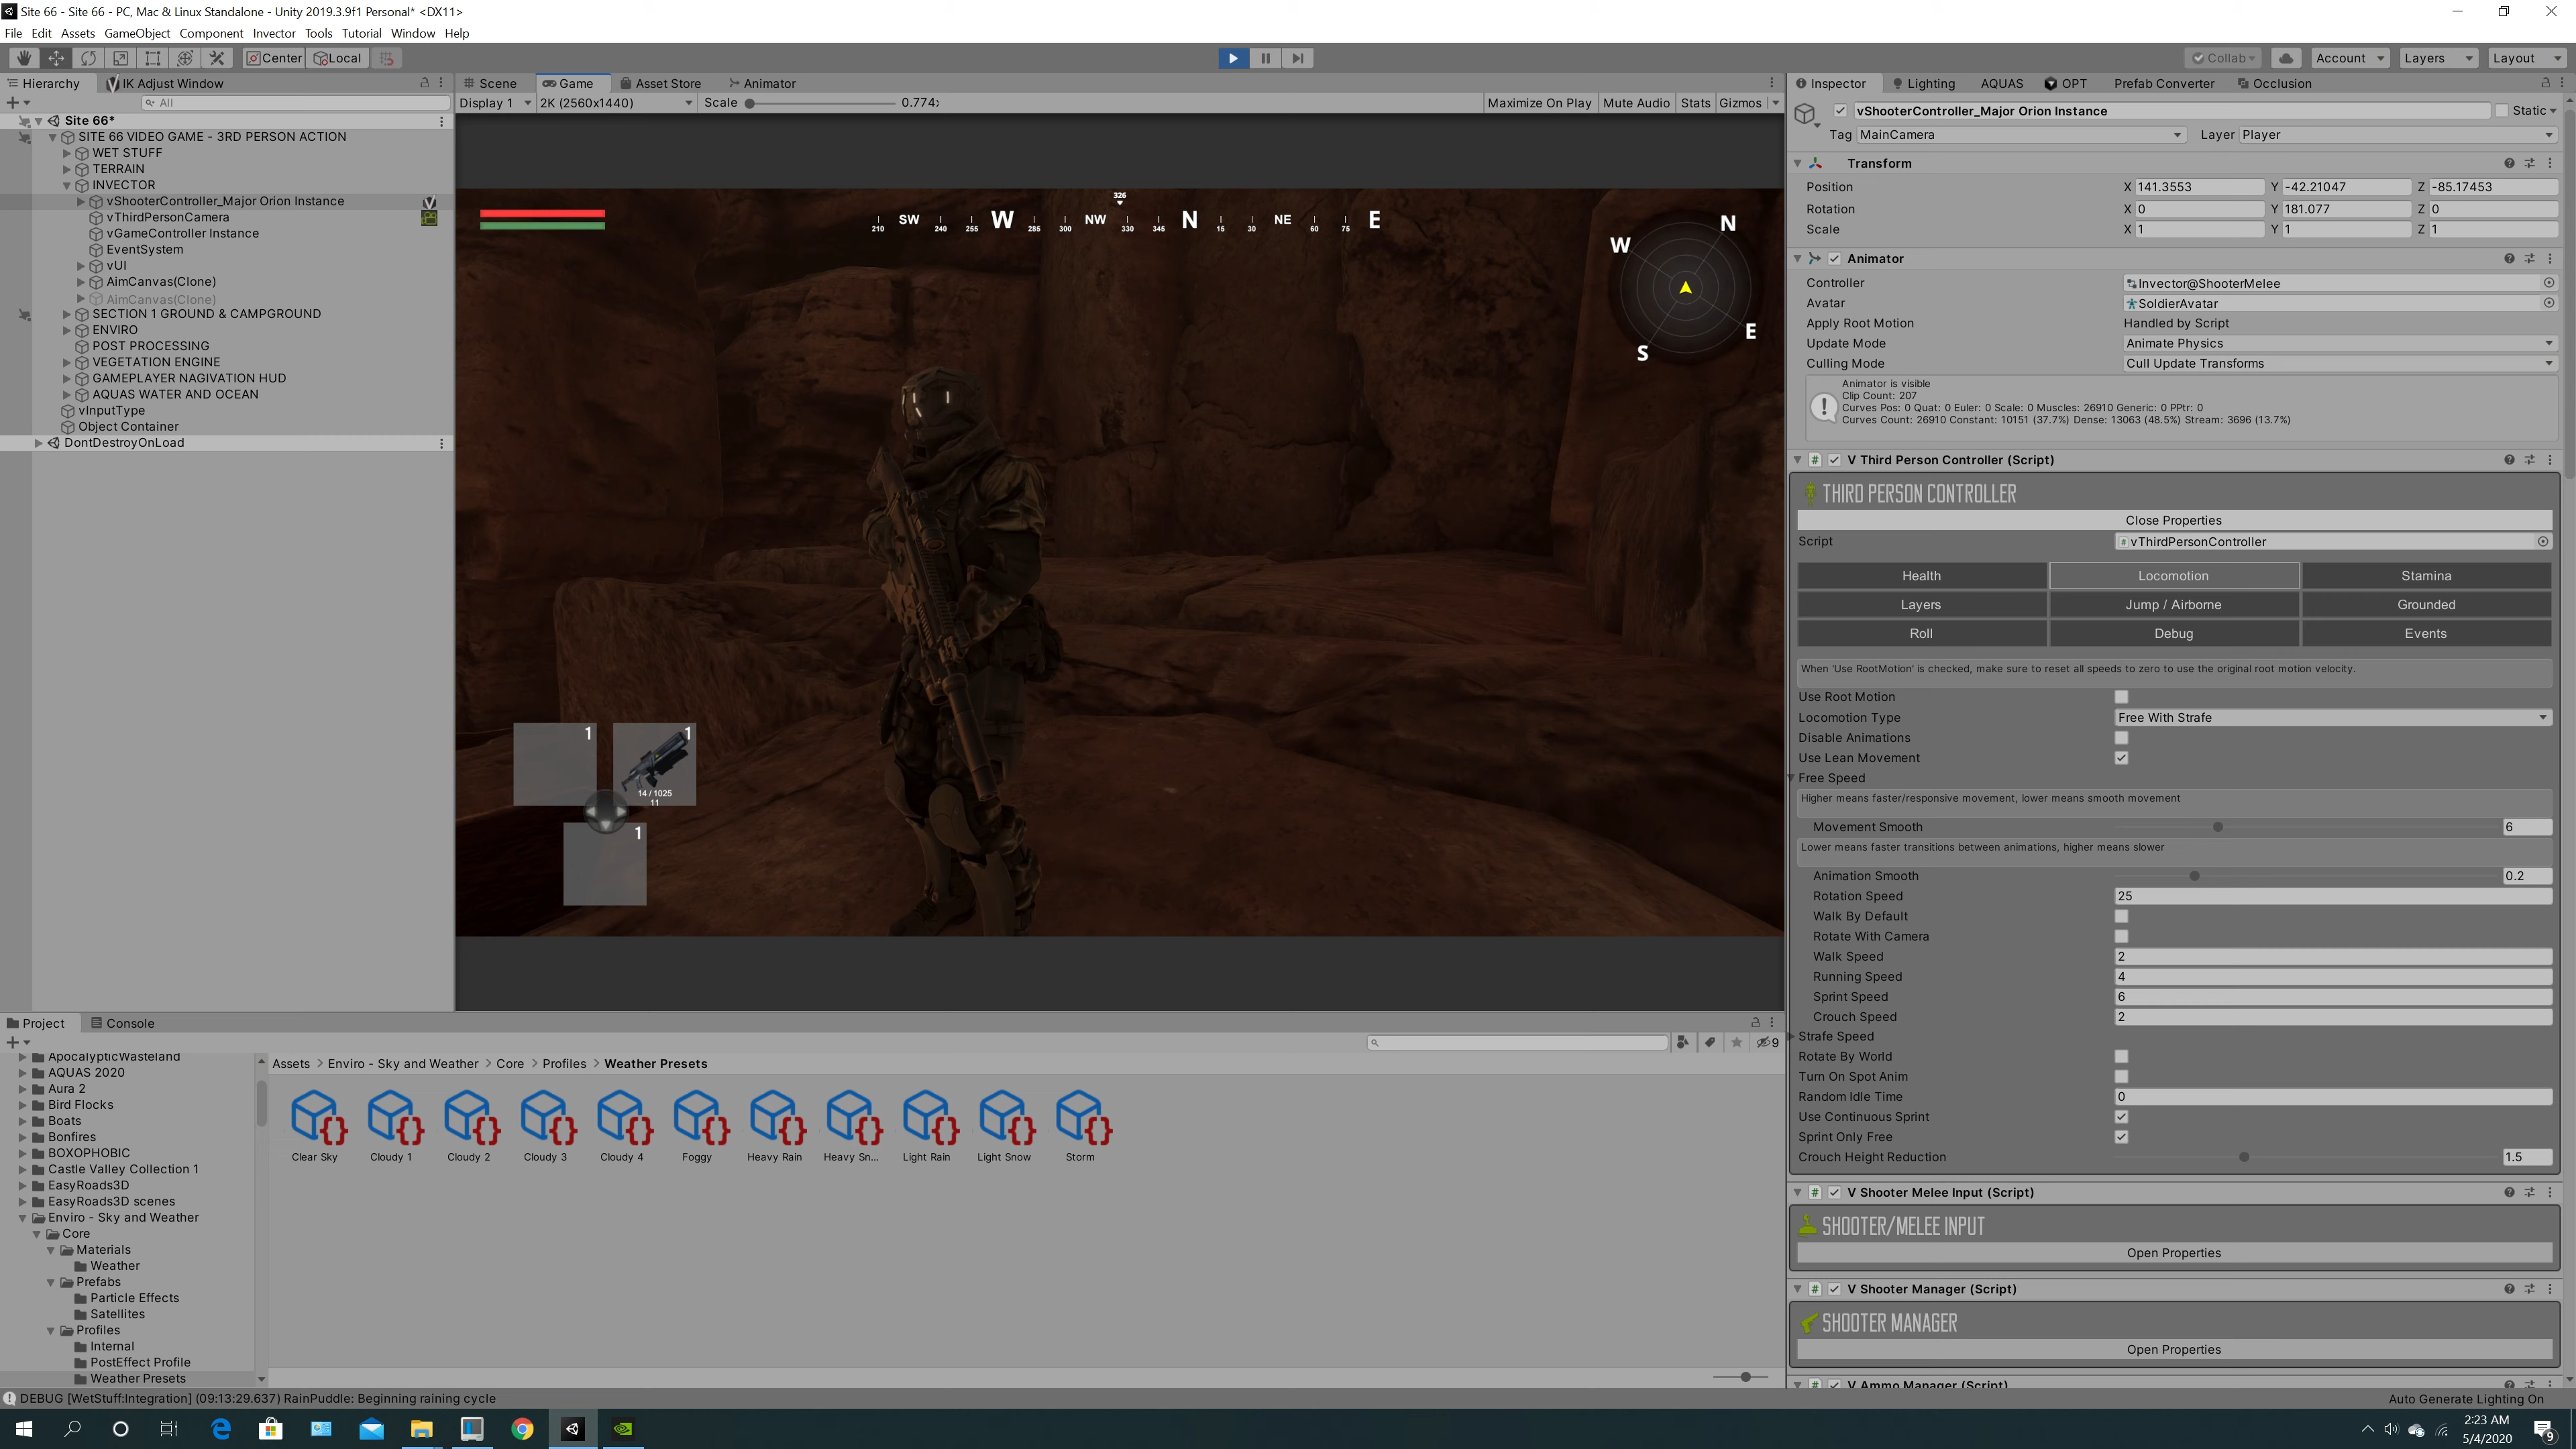 Site 66 - Site 66 - PC, Mac & Linux Standalone - Unity 2019.3.9f1 Personal* <DX11>
File Edit Assets GameObject Component Invector Tools Tutorial Window Help
Center Local
Collab Account Layers Layout
Hierarchy IK Adjust Window
All
Site 66*
SITE 66 VIDEO GAME - 3RD PERSON ACTION
WET STUFF
TERRAIN
INVECTOR
vShooterController_Major Orion Instance
vThirdPersonCamera
vGameController Instance
EventSystem
vUI
AimCanvas(Clone)
AimCanvas(Clone)
SECTION 1 GROUND & CAMPGROUND
ENVIRO
POST PROCESSING
VEGETATION ENGINE
GAMEPLAYER NAGIVATION HUD
AQUAS WATER AND OCEAN
vInputType
Object Container
DontDestroyOnLoad
Scene Game Asset Store Animator
Display 1 2K (2560x1440) Scale 0.774x Maximize On Play Mute Audio Stats Gizmos
326
210 SW 240 255 W 285 300 NW 330 345 N 15 30 NE 60 75 E
N
W
E
S
1
1
14 / 1025
11
1
Inspector Lighting AQUAS OPT Prefab Converter Occlusion
vShooterController_Major Orion Instance Static
Tag MainCamera Layer Player
Transform
Position X 141.3553 Y -42.21047 Z -85.17453
Rotation X 0 Y 181.077 Z 0
Scale X 1 Y 1 Z 1
Animator
Controller Invector@ShooterMelee
Avatar SoldierAvatar
Apply Root Motion Handled by Script
Update Mode Animate Physics
Culling Mode Cull Update Transforms
Animator is visible
Clip Count: 207
Curves Pos: 0 Quat: 0 Euler: 0 Scale: 0 Muscles: 26910 Generic: 0 PPtr: 0
Curves Count: 26910 Constant: 10151 (37.7%) Dense: 13063 (48.5%) Stream: 3696 (13.7%)
V Third Person Controller (Script)
THIRD PERSON CONTROLLER
Close Properties
Script vThirdPersonController
Health Locomotion Stamina
Layers Jump / Airborne Grounded
Roll Debug Events
When 'Use RootMotion' is checked, make sure to reset all speeds to zero to use the original root motion velocity.
Use Root Motion
Locomotion Type Free With Strafe
Disable Animations
Use Lean Movement
Free Speed
Higher means faster/responsive movement, lower means smooth movement
Movement Smooth 6
Lower means faster transitions between animations, higher means slower
Animation Smooth 0.2
Rotation Speed 25
Walk By Default
Rotate With Camera
Walk Speed 2
Running Speed 4
Sprint Speed 6
Crouch Speed 2
Strafe Speed
Rotate By World
Turn On Spot Anim
Random Idle Time 0
Use Continuous Sprint
Sprint Only Free
Crouch Height Reduction 1.5
V Shooter Melee Input (Script)
SHOOTER/MELEE INPUT
Open Properties
V Shooter Manager (Script)
SHOOTER MANAGER
Open Properties
V Ammo Manager (Script)
Project Console
9
ApocalypticWasteland
AQUAS 2020
Aura 2
Bird Flocks
Boats
Bonfires
BOXOPHOBIC
Castle Valley Collection 1
EasyRoads3D
EasyRoads3D scenes
Enviro - Sky and Weather
Core
Materials
Weather
Prefabs
Particle Effects
Satellites
Profiles
Internal
PostEffect Profile
Weather Presets
Assets > Enviro - Sky and Weather > Core > Profiles > Weather Presets
Clear Sky Cloudy 1 Cloudy 2 Cloudy 3 Cloudy 4 Foggy Heavy Rain Heavy Sn... Light Rain Light Snow Storm
DEBUG [WetStuff:Integration] (09:13:29.637) RainPuddle: Beginning raining cycle
Auto Generate Lighting On
2:23 AM
5/4/2020
9